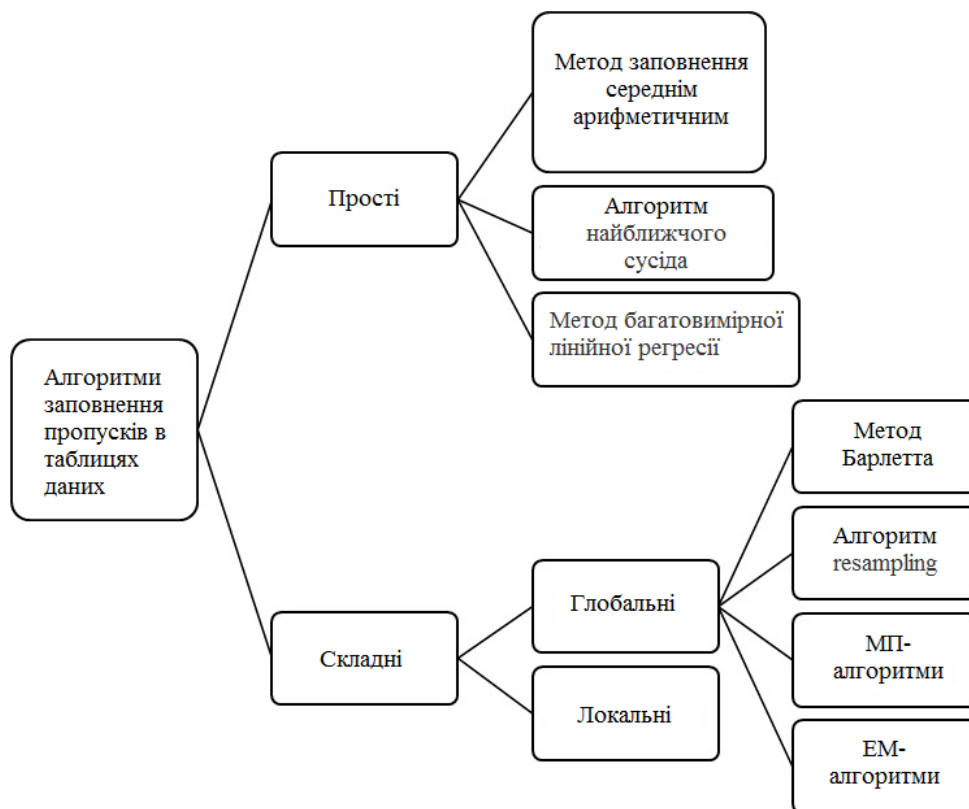 Метод заповнення
середнім
арифметичним
Прості
Алгоритм
найближчого
сусіда
Метод багатовимірної
лінійної регресії
Алгоритми
заповнення
пропусків в
таблицях
даних
Метод
Барлетта
Алгоритм
resampling
Глобальні
МП-
алгоритми
Складні
Локальні
ЕМ-
алгоритми